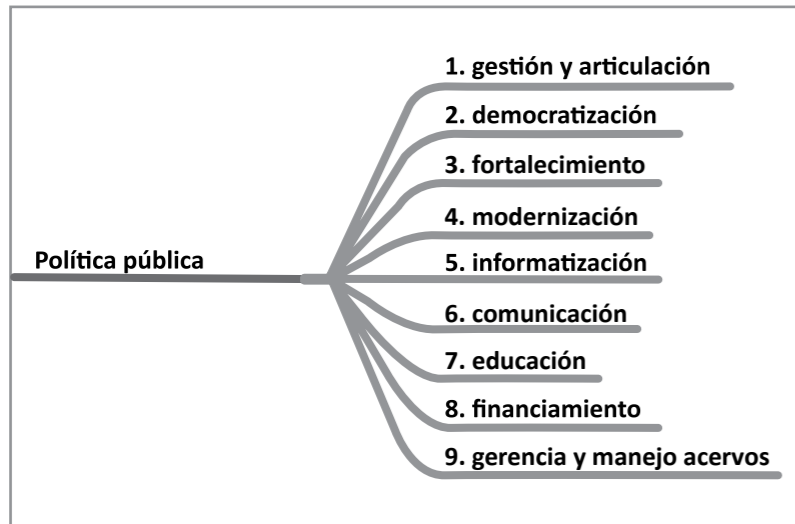 1. gestión y articulación
2. democratización
3. fortalecimiento
4. modernización
Política pública
5. informatización
6. comunicación
7. educación
8. financiamiento
9. gerencia y manejo acervos